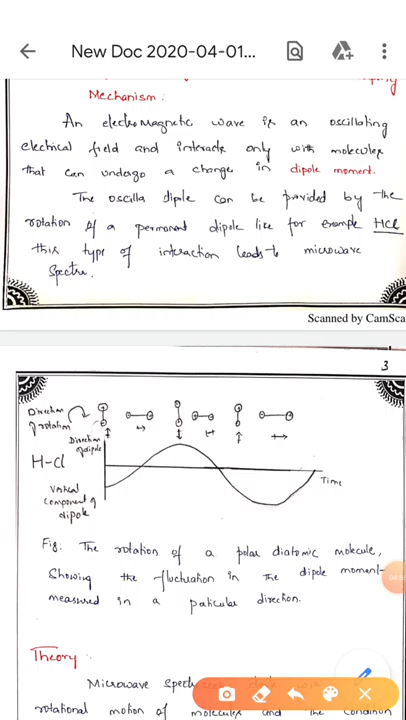 New Doc 2020-04-01...
Mechanism :
An electromagnetic wave is an oscillating
electrical field and interacts only with molecules
that can undago a change in dipole moment.
The oscilla diple can be provided by the
rotation of a permanent dipole like for example HCl
this type of interaction leads to microwave
Spectra.
Scanned by CamSca
3
Direction
of rotation
Direction
of dipole
H-Cl
Vertical
component of
dipole
Time
Fig: The rotation of a polar diatomic molecule,
Showing the fluctuation in the dipole moment
measured in a paticular direction.
Theory :
Microwave
rotational motion of molecules and the condition